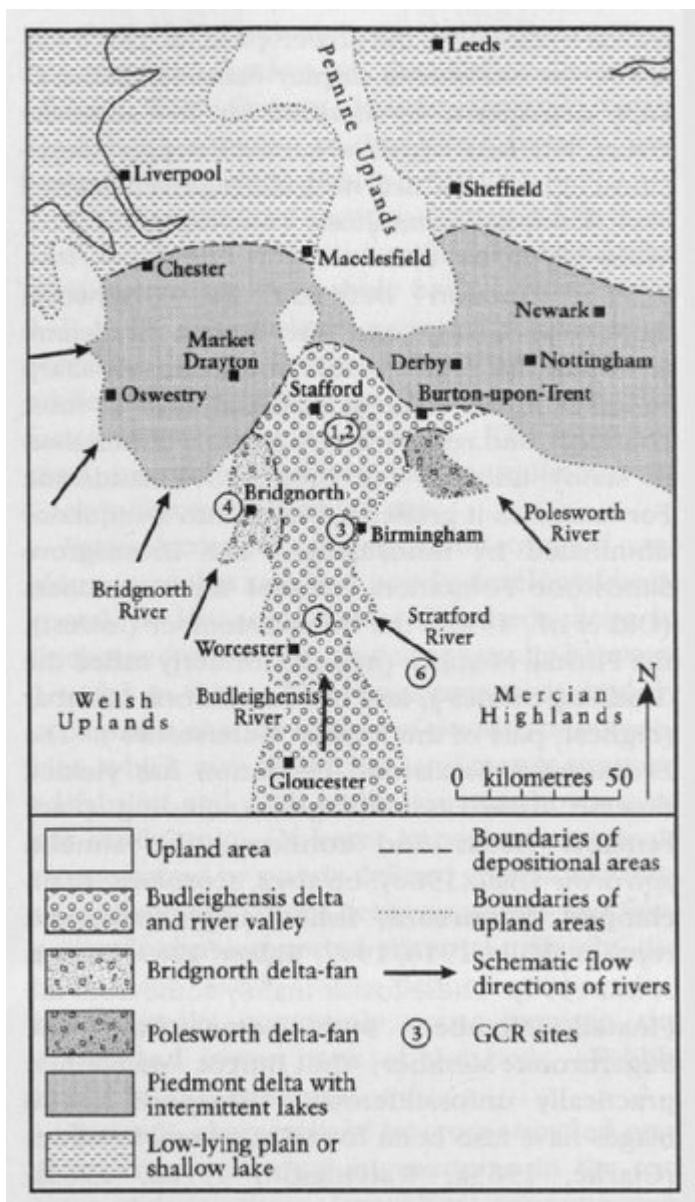 Leeds
Pennine Uplands
Liverpool
Sheffield
Chester
Macclesfield
Newark
Market
Drayton
Derby
Nottingham
Oswestry
Stafford
Burton-upon-Trent
1,2
4
Bridgnorth
3
Birmingham
Polesworth
River
Bridgnorth
River
5
Stratford
River
6
Worcester
Welsh
Uplands
Budleighensis
River
Mercian
Highlands
N
Gloucester
0 kilometres 50
Upland area
Boundaries of
depositional areas
Budleighensis delta
and river valley
Boundaries of
upland areas
Bridgnorth delta-fan
Schematic flow
directions of rivers
Polesworth delta-fan
3
GCR sites
Piedmont delta with
intermittent lakes
Low-lying plain or
shallow lake